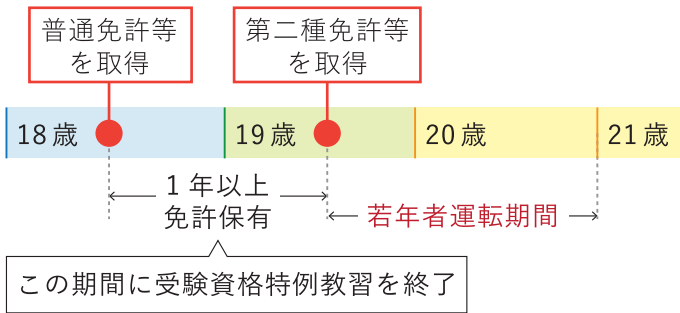 普通免許等
を取得
第二種免許等
を取得
18歳
19歳
20歳
21歳
1年以上
免許保有
若年者運転期間
この期間に受験資格特例教習を終了